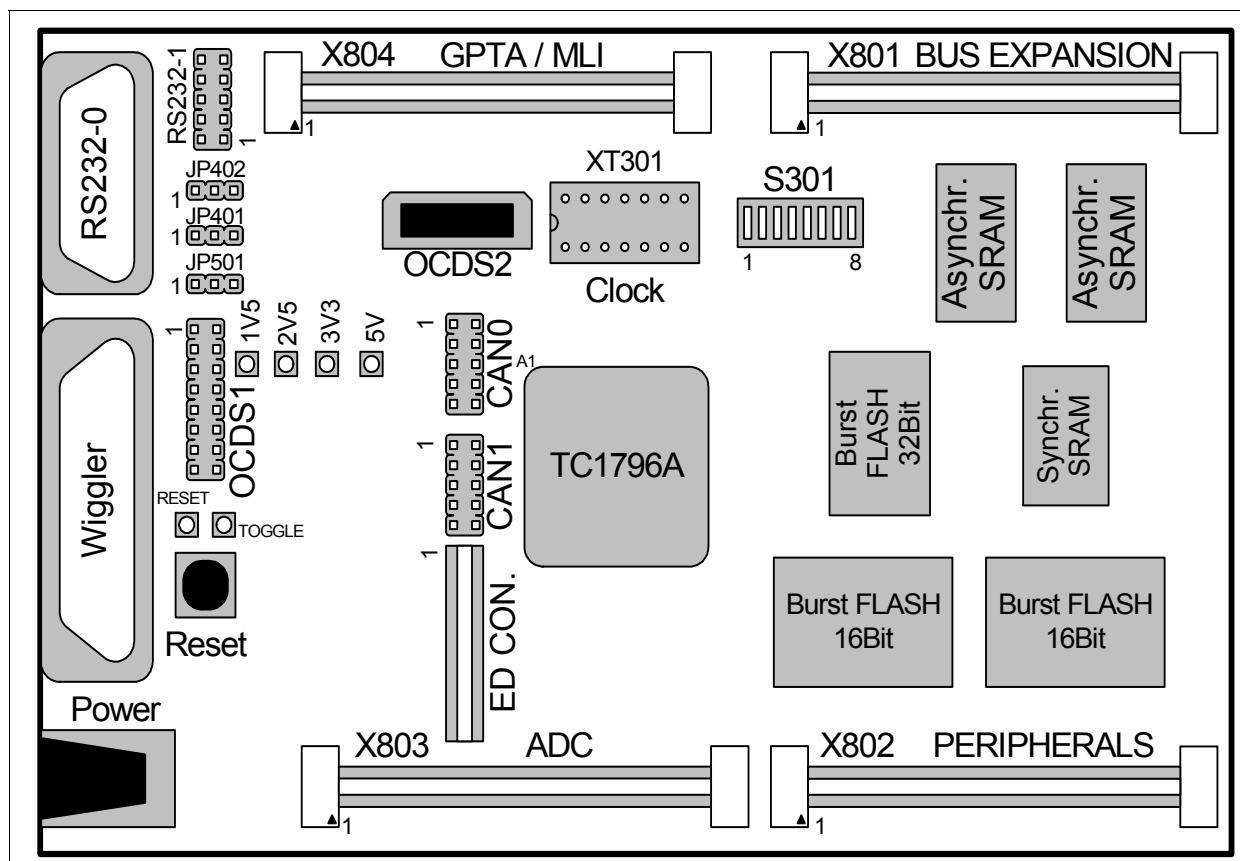 X804 GPTA / MLI
X801 BUS EXPANSION
RS232-0
RS232-1
1
1
1
JP402
1
JP401
1
JP501
1
XT301
Clock
OCDS2
S301
1 8
Asynchr.
SRAM
Asynchr.
SRAM
1V5
2V5
3V3
5V
1
OCDS1
1
CAN0
A1
TC1796A
1
CAN1
Burst
FLASH
32Bit
Synchr.
SRAM
Wiggler
RESET
TOGGLE
Reset
1
ED CON.
Burst FLASH
16Bit
Burst FLASH
16Bit
Power
X803 ADC
1
X802 PERIPHERALS
1